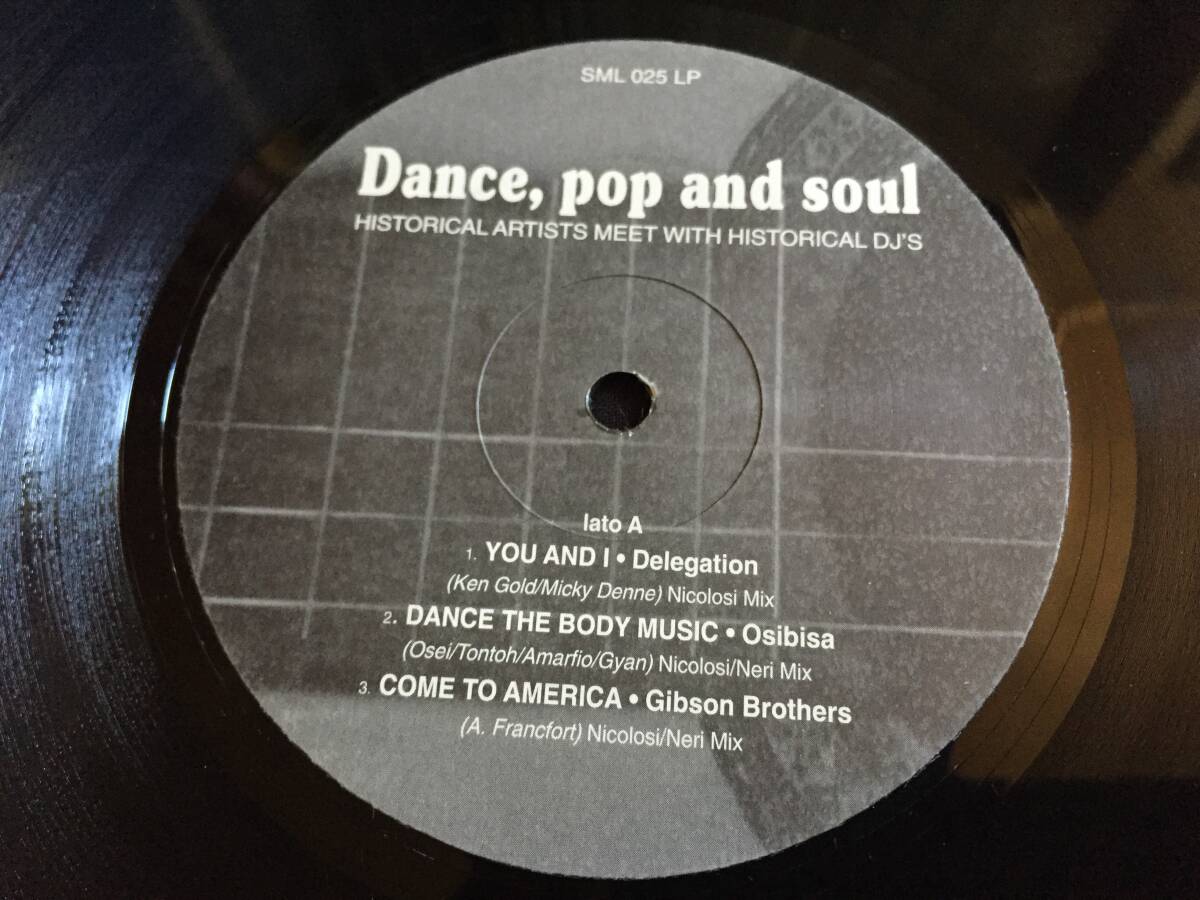 SML 025 LP
Dance, pop and soul
HISTORICAL ARTISTS MEET WITH HISTORICAL DJ'S
lato A
1. YOU AND I • Delegation
(Ken Gold/Micky Denne) Nicolosi Mix
2. DANCE THE BODY MUSIC • Osibisa
(Osei/Tontoh/Amarfio/Gyan) Nicolosi/Neri Mix
3. COME TO AMERICA • Gibson Brothers
(A. Francfort) Nicolosi/Neri Mix